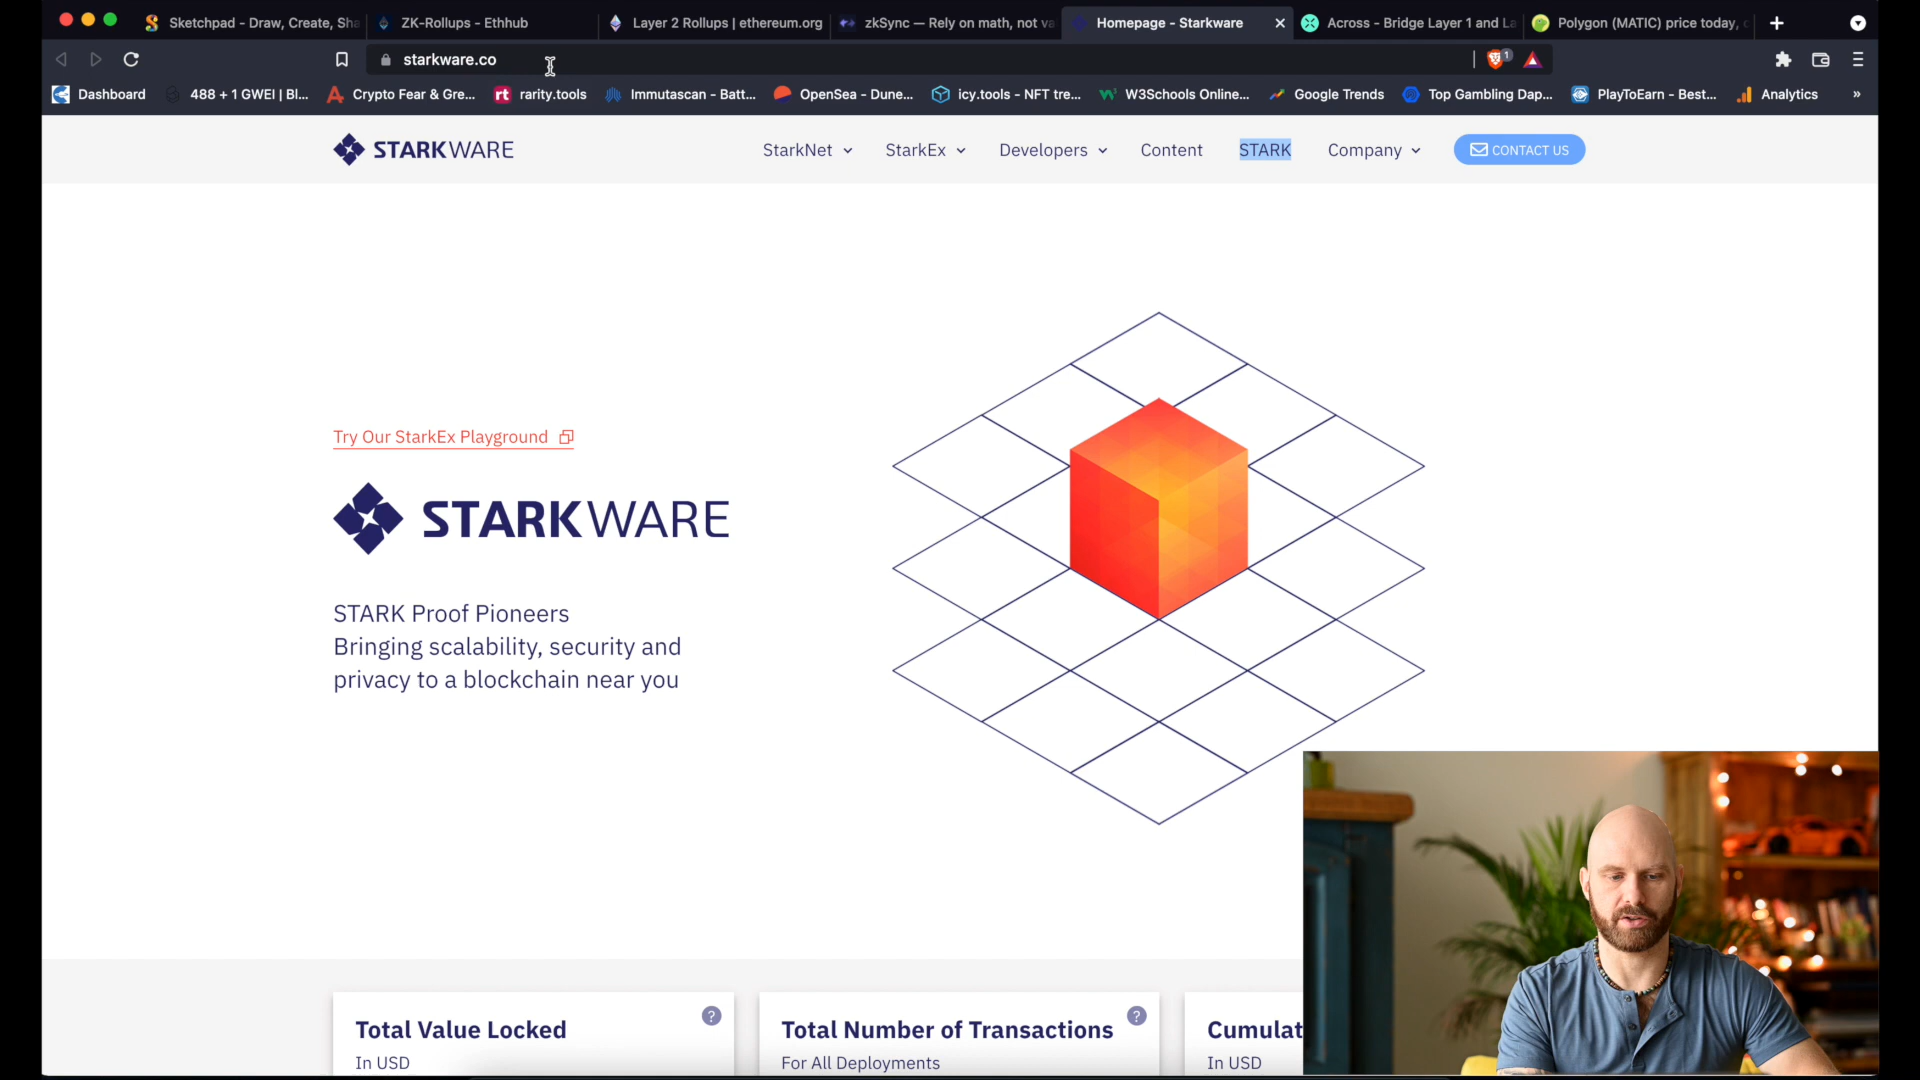 Sketchpad - Draw, Create, Sha
ZK-Rollups - Ethhub
Layer 2 Rollups | ethereum.org
zkSync — Rely on math, not va
Homepage - Starkware
Across - Bridge Layer 1 and La
Polygon (MATIC) price today,
starkware.co
1
Dashboard
488 + 1 GWEI | Bl...
Crypto Fear & Gre...
rt rarity.tools
Immutascan - Batt...
OpenSea - Dune...
icy.tools - NFT tre...
W3Schools Online...
Google Trends
Top Gambling Dap...
PlayToEarn - Best...
Analytics
»
STARKWARE
StarkNet
StarkEx
Developers
Content
STARK
Company
CONTACT US
Try Our StarkEx Playground
STARKWARE
STARK Proof Pioneers
Bringing scalability, security and
privacy to a blockchain near you
Total Value Locked
?
In USD
Total Number of Transactions
?
For All Deployments
Cumulat
In USD